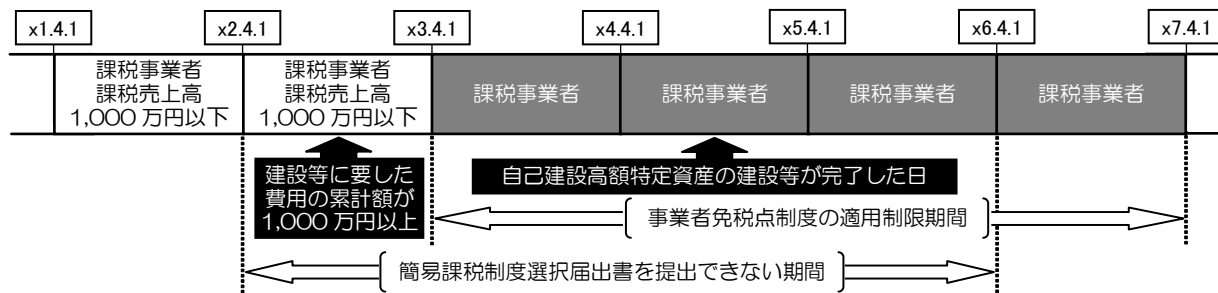 x1.4.1
x2.4.1
x3.4.1
x4.4.1
x5.4.1
x6.4.1
x7.4.1
課税事業者
課税売上高
1,000 万円以下
課税事業者
課税売上高
1,000 万円以下
課税事業者
課税事業者
課税事業者
課税事業者
建設等に要した
費用の累計額が
1,000 万円以上
自己建設高額特定資産の建設等が完了した日
事業者免税点制度の適用制限期間
簡易課税制度選択届出書を提出できない期間